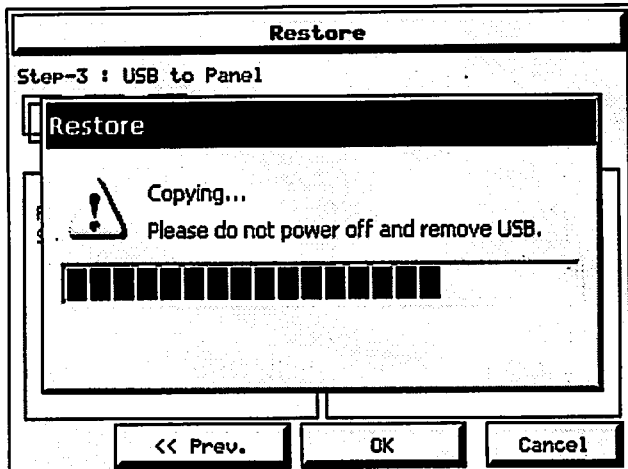 Restore
Step-3 : USB to Panel
Restore
Copying...
Please do not power off and remove USB.
<< Prev.
OK
Cancel